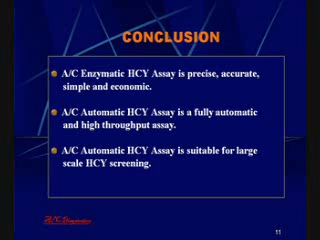 CONCLUSION
A/C Enzymatic HCY Assay is precise, accurate,
simple and economic.
A/C Automatic HCY Assay is a fully automatic
and high throughput assay.
A/C Automatic HCY Assay is suitable for large
scale HCY screening.
A/C Diagnostics
11